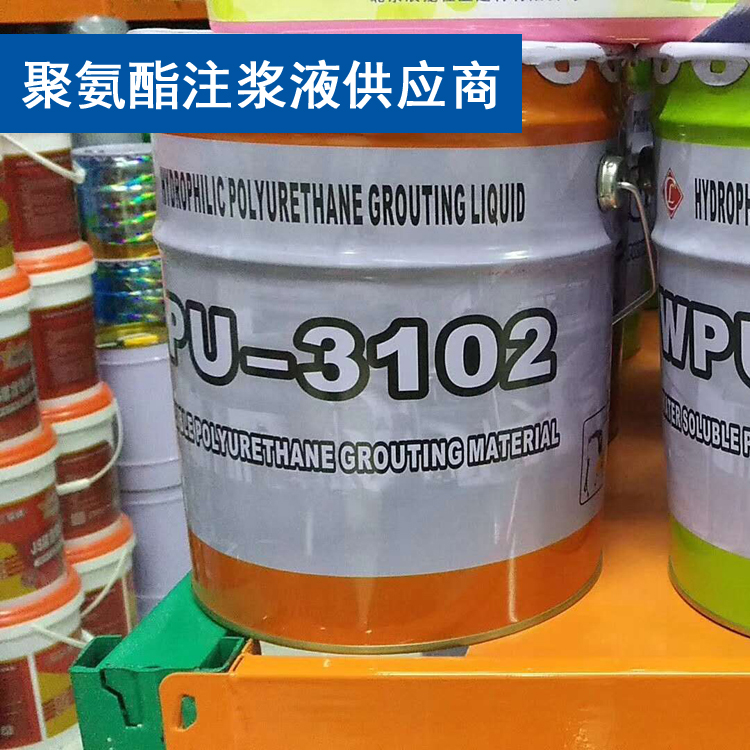 聚氨酯注浆液供应商
HYDROPHILIC POLYURETHANE GROUTING LIQUID
PU-3102
POLYURETHANE GROUTING MATERIAL
HYDROPH
WPU
WATER SOLUBLE P
JS